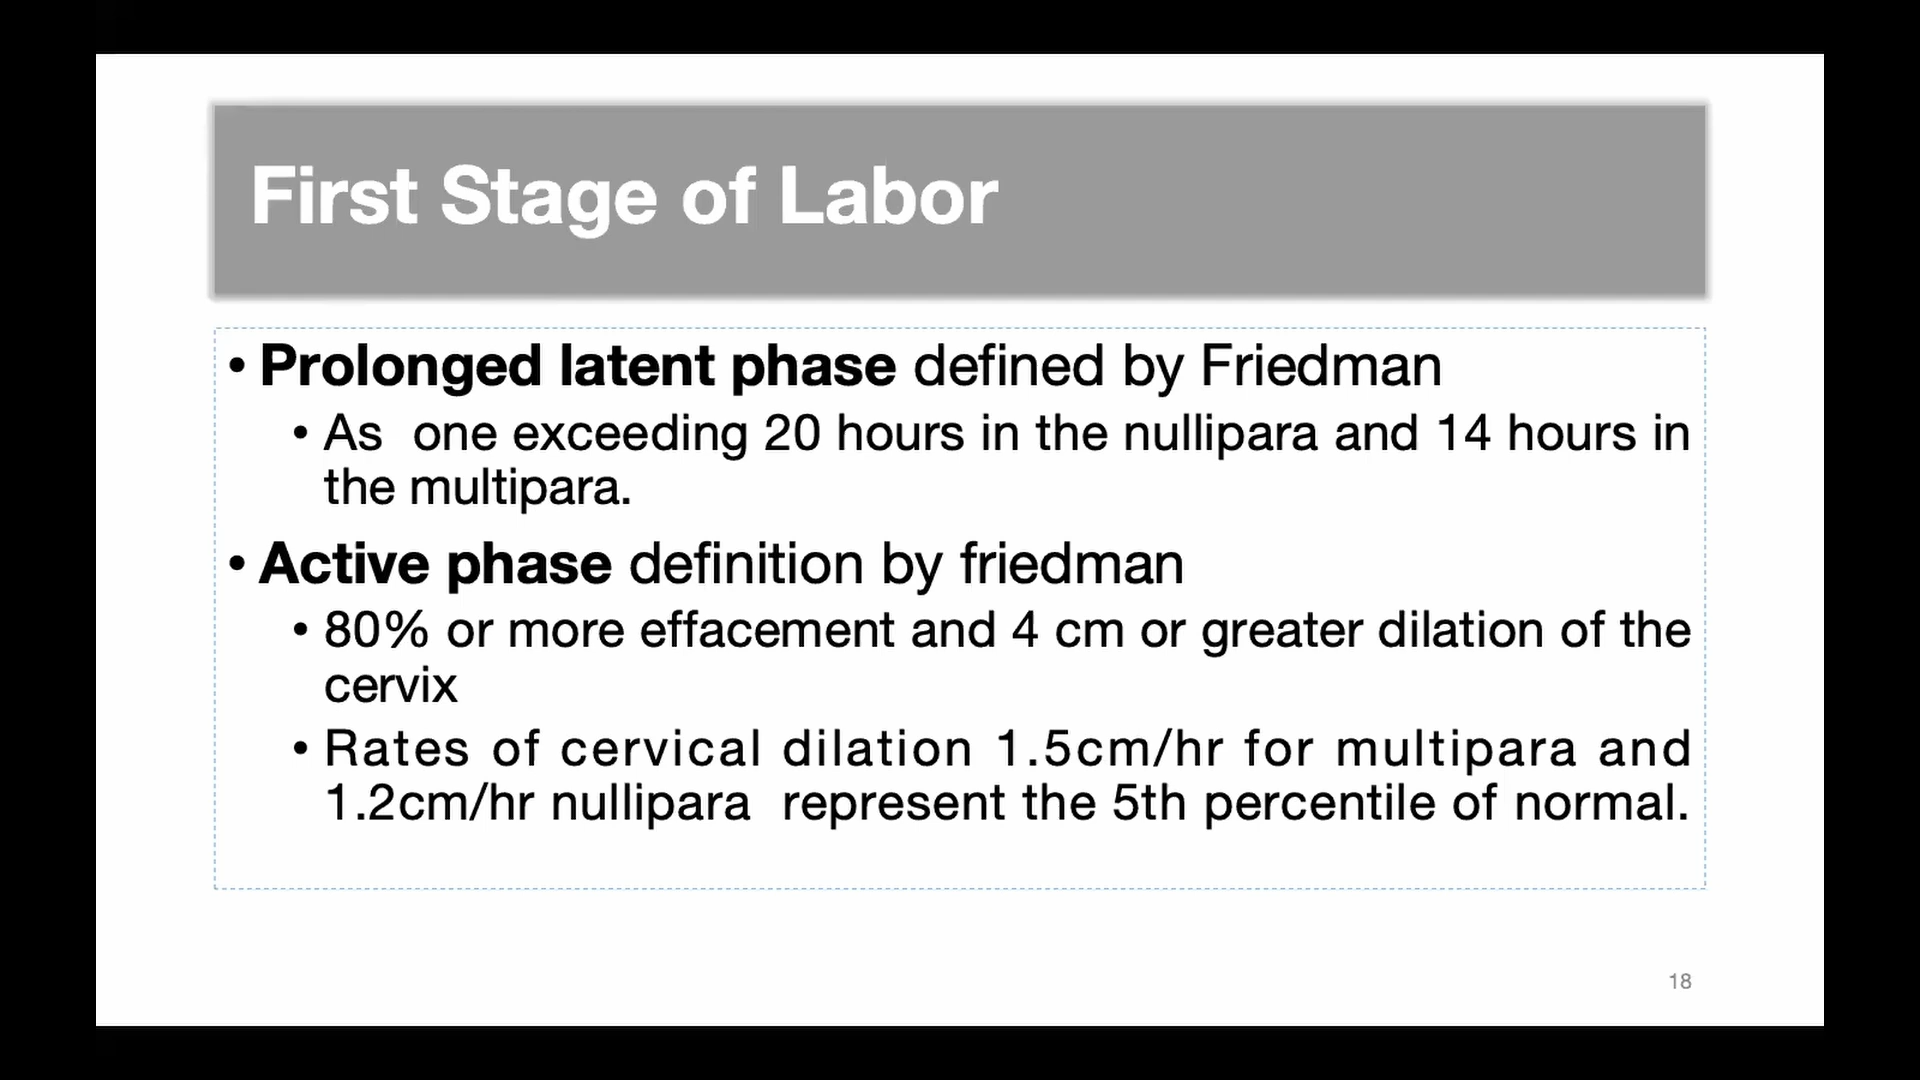 First Stage of Labor
• Prolonged latent phase defined by Friedman
• As one exceeding 20 hours in the nullipara and 14 hours in
the multipara.
• Active phase definition by friedman
• 80% or more effacement and 4 cm or greater dilation of the
cervix
• Rates of cervical dilation 1.5cm/hr for multipara and
1.2cm/hr nullipara represent the 5th percentile of normal.
18